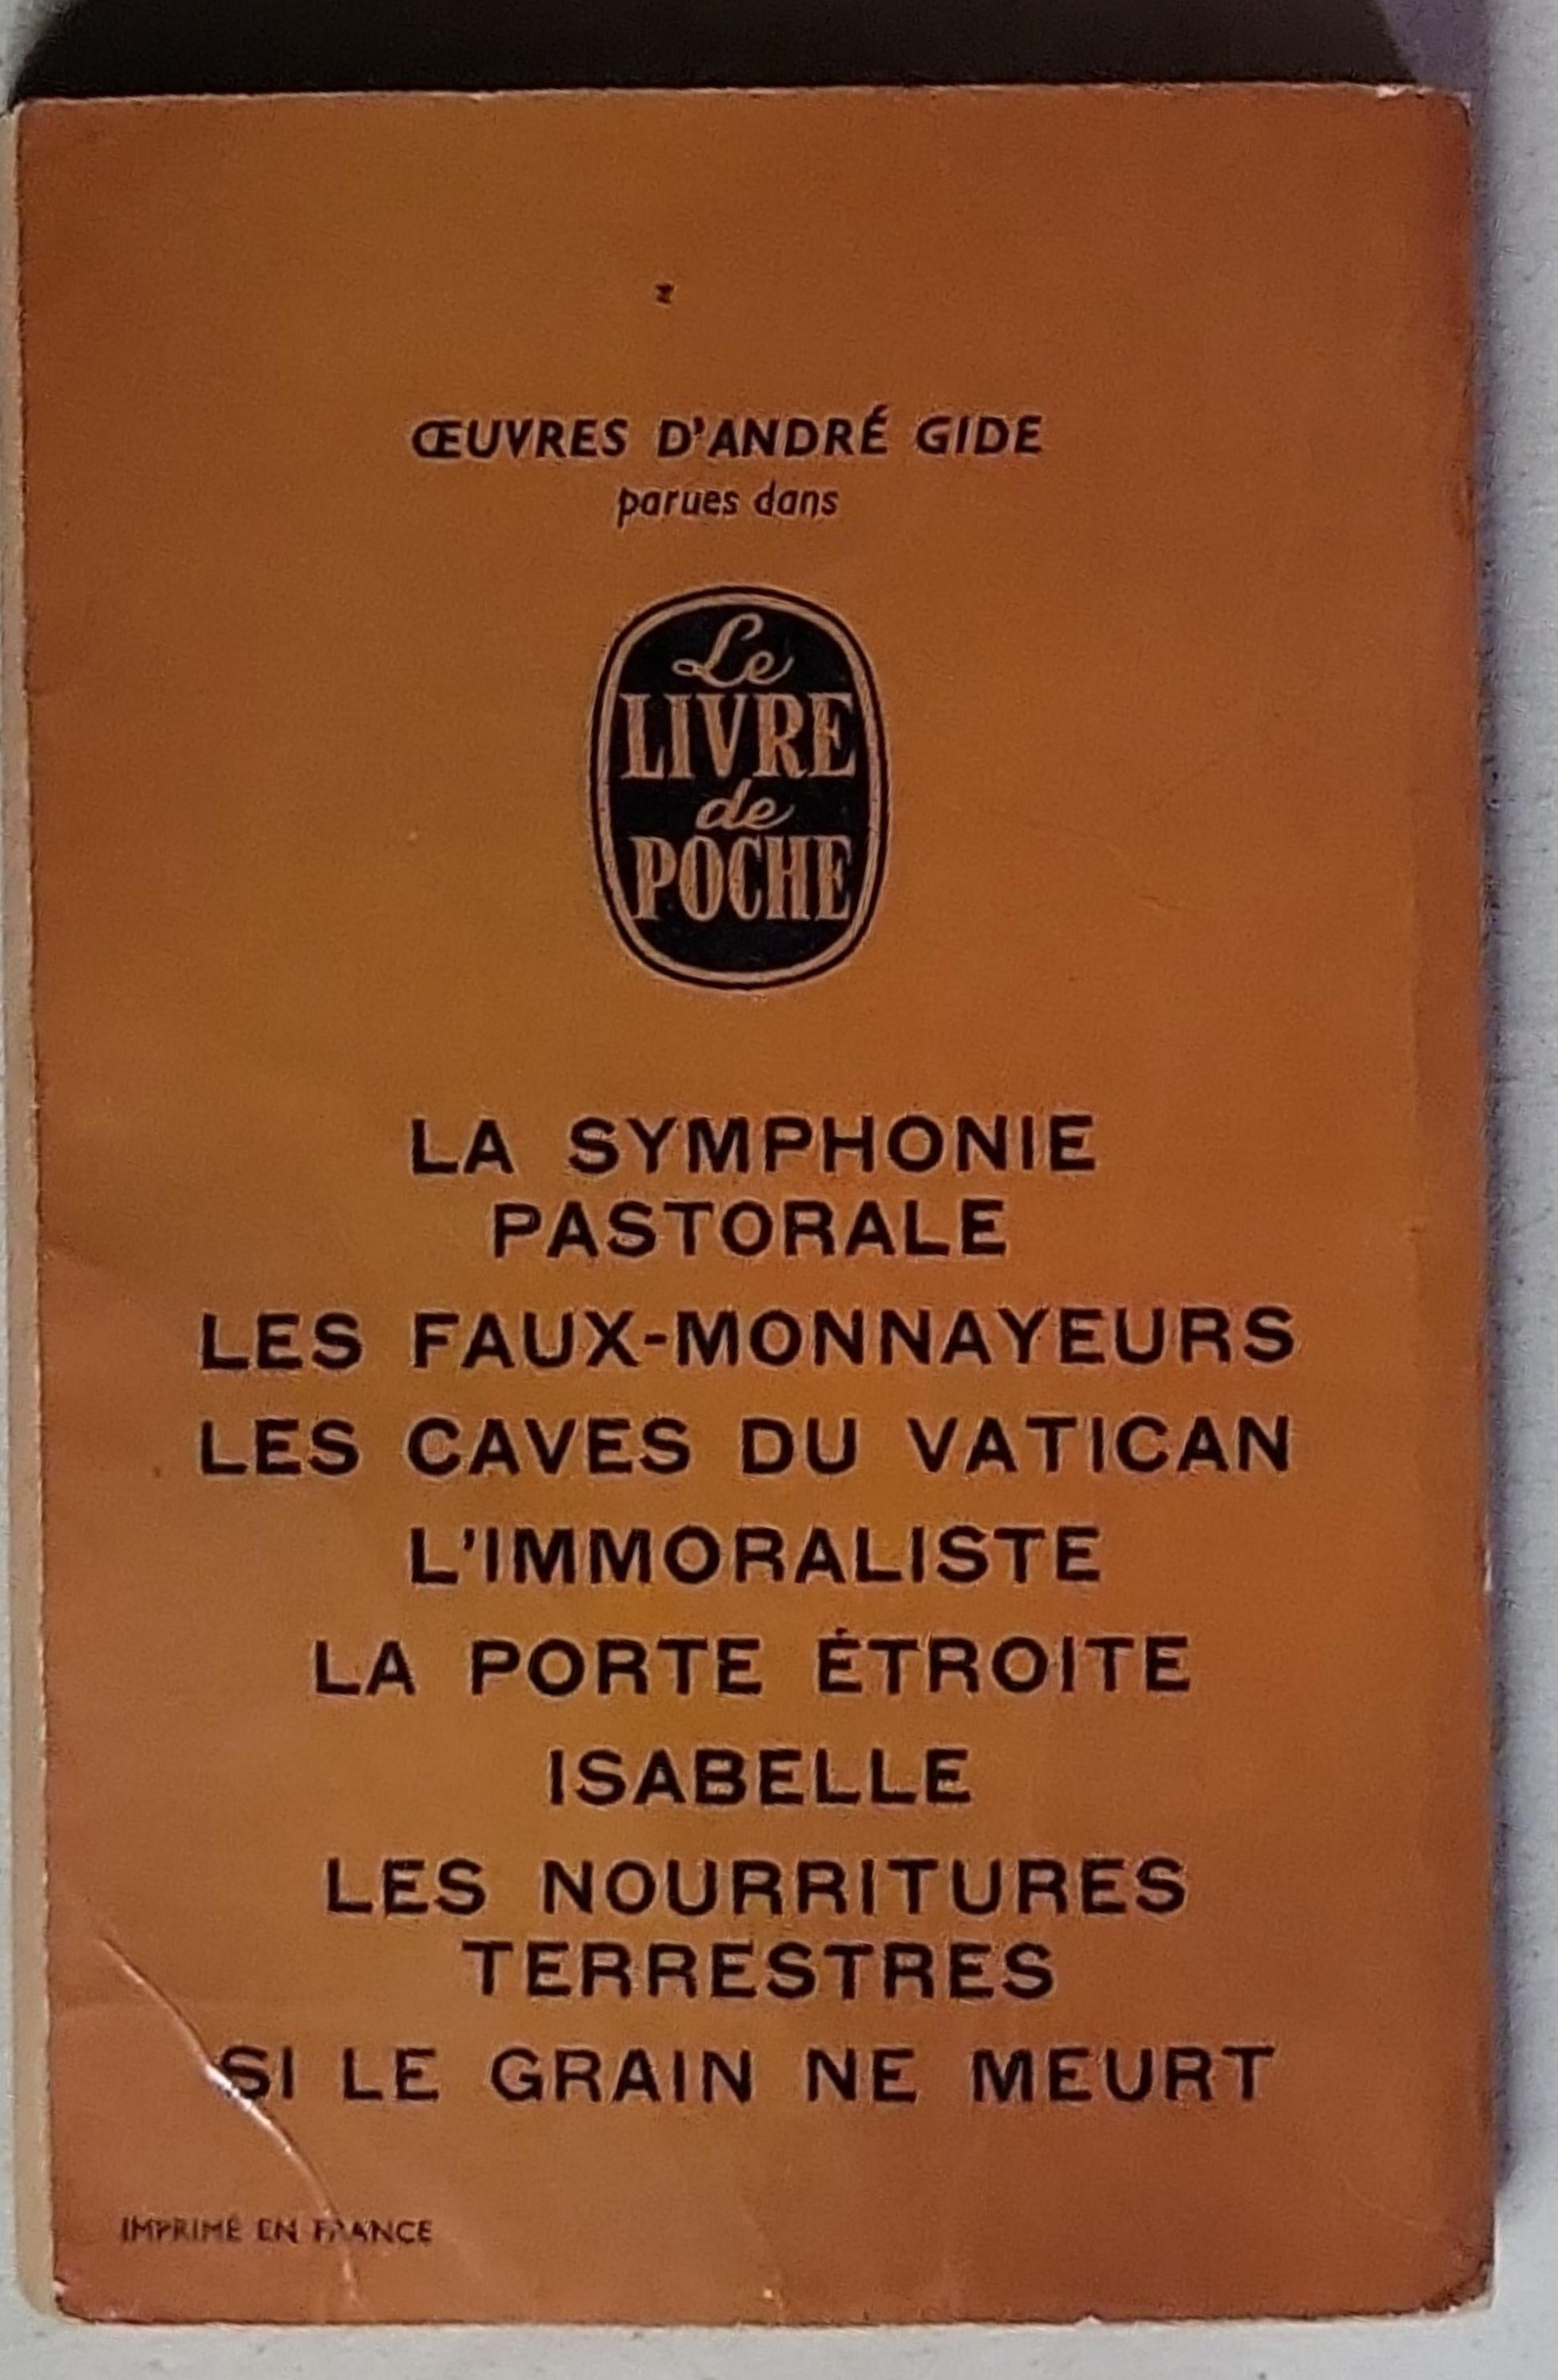 ŒUVRES D'ANDRÉ GIDE
parues dans
Le
LIVRE
de
POCHE
LA SYMPHONIE
PASTORALE
LES FAUX-MONNAYEURS
LES CAVES DU VATICAN
L'IMMORALISTE
LA PORTE ÉTROITE
ISABELLE
LES NOURRITURES
TERRESTRES
SI LE GRAIN NE MEURT
IMPRIMÉ EN FRANCE